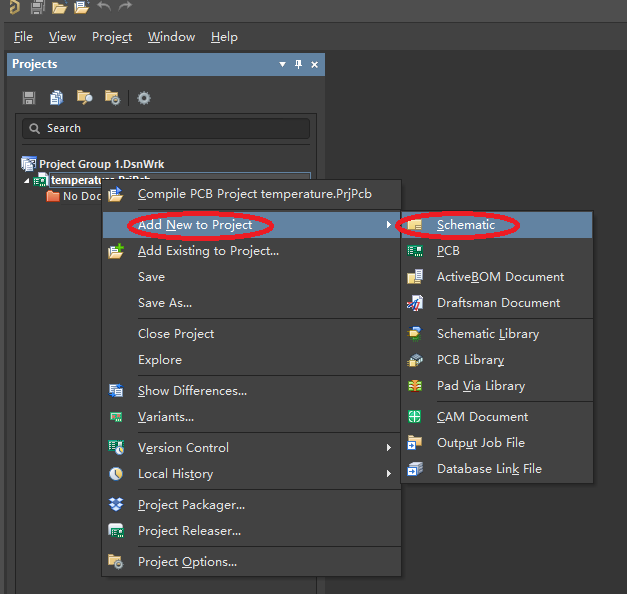 File View Project Window Help
Projects
Search
Project Group 1.DsnWrk
temperature.PrjPcb
No Doc
Compile PCB Project temperature.PrjPcb
Add New to Project
Add Existing to Project...
Save
Save As...
Close Project
Explore
Show Differences...
Variants...
Version Control
Local History
Project Packager...
Project Releaser...
Project Options...
Schematic
PCB
ActiveBOM Document
Draftsman Document
Schematic Library
PCB Library
Pad Via Library
CAM Document
Output Job File
Database Link File